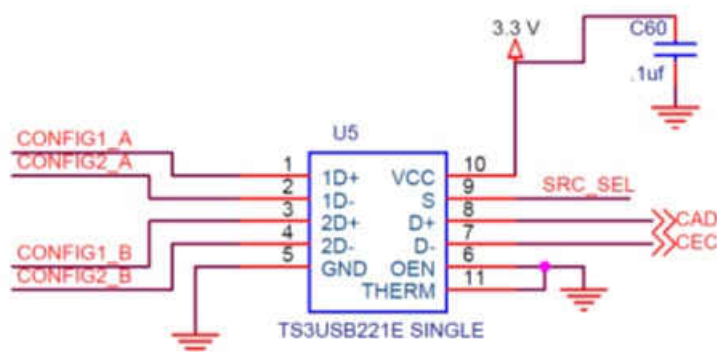 3.3 V
C60
.1uf
U5
CONFIG1_A
CONFIG2_A
CONFIG1_B
CONFIG2_B
1 1D+ VCC 10
2 1D- S 9 SRC_SEL
3 2D+ D+ 8 CAD
4 2D- D- 7 CEC
5 GND OEN 6
THERM 11
TS3USB221E SINGLE